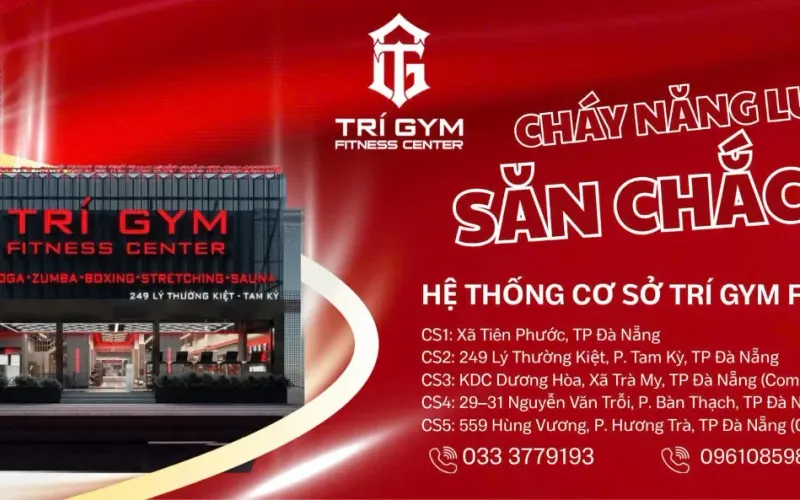 TRÍ GYM
FITNESS CENTER
CHÁY NĂNG
SĂN CHẮC
TRÍ GYM
FITNESS CENTER
ZUMBA-BOXING-STRETCHING-SAUNA
249 LÝ THƯỜNG KIỆT - TAM KỲ
HỆ THỐNG CƠ SỞ TRÍ GYM
CS1: Xã Tiên Phước, TP Đà Nẵng
CS2: 249 Lý Thường Kiệt, P. Tam Kỳ, TP Đà Nẵng
CS3: KDC Dương Hòa, Xã Trà My, TP Đà Nẵng (Com
CS4: 29–31 Nguyễn Văn Trỗi, P. Bàn Thạch, TP Đà N
CS5: 559 Hùng Vương, P. Hương Trà, TP Đà Nẵng (
033 3779193
096108598